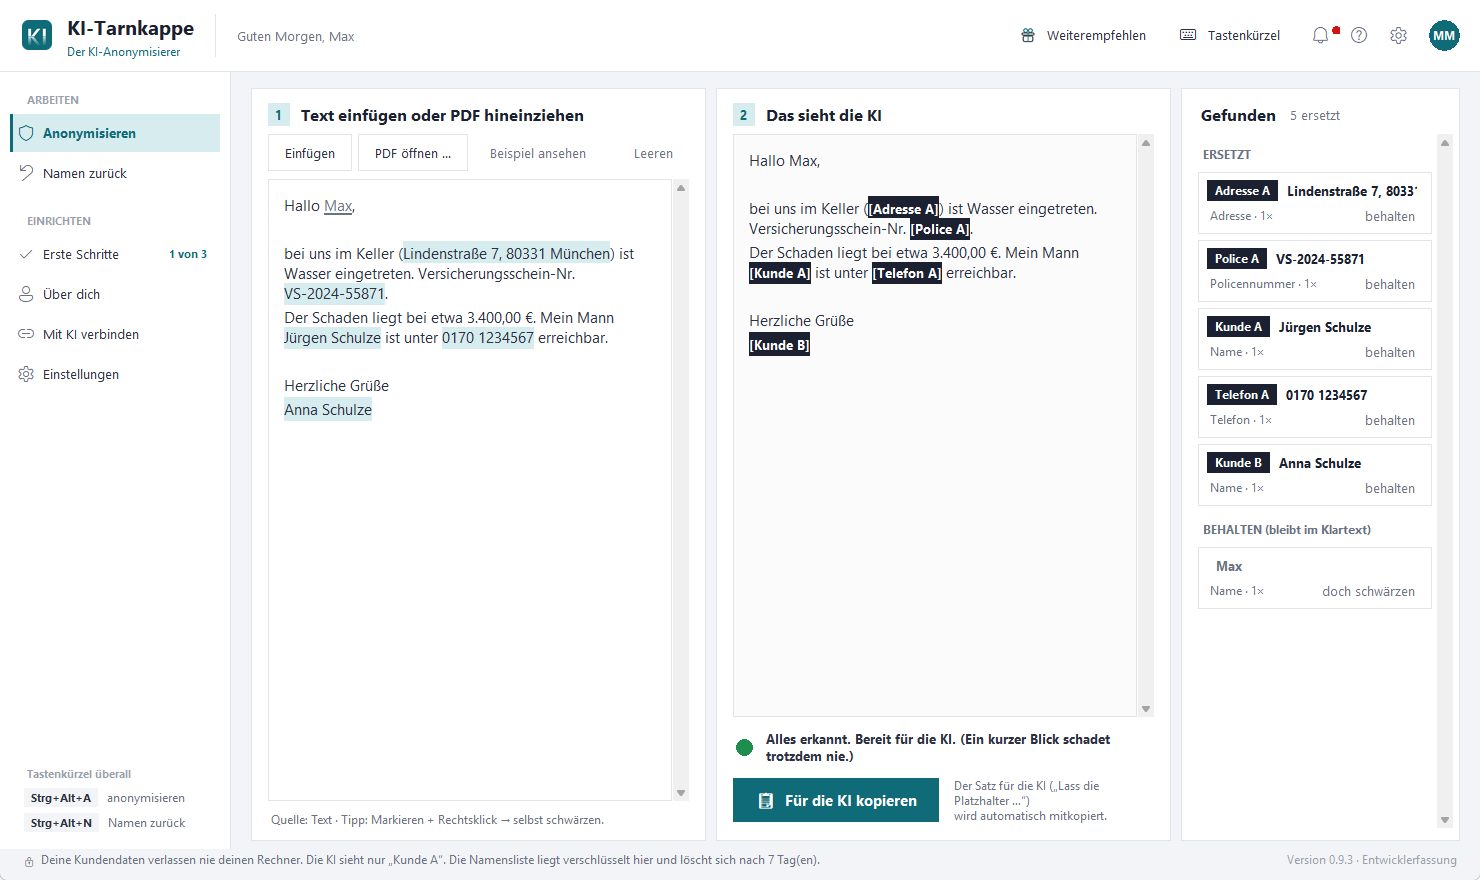 KI
KI-Tarnkappe
Der KI-Anonymisierer
Guten Morgen, Max
Weiterempfehlen
Tastenkürzel
MM
ARBEITEN
Anonymisieren
Namen zurück
EINRICHTEN
Erste Schritte 1 von 3
Über dich
Mit KI verbinden
Einstellungen
Tastenkürzel überall
Strg+Alt+A anonymisieren
Strg+Alt+N Namen zurück
1 Text einfügen oder PDF hineinziehen
Einfügen PDF öffnen ... Beispiel ansehen Leeren
Hallo Max,
bei uns im Keller (Lindenstraße 7, 80331 München) ist
Wasser eingetreten. Versicherungsschein-Nr.
VS-2024-55871.
Der Schaden liegt bei etwa 3.400,00 €. Mein Mann
Jürgen Schulze ist unter 0170 1234567 erreichbar.
Herzliche Grüße
Anna Schulze
Quelle: Text · Tipp: Markieren + Rechtsklick → selbst schwärzen.
2 Das sieht die KI
Hallo Max,
bei uns im Keller ([Adresse A]) ist Wasser eingetreten.
Versicherungsschein-Nr. [Police A].
Der Schaden liegt bei etwa 3.400,00 €. Mein Mann
[Kunde A] ist unter [Telefon A] erreichbar.
Herzliche Grüße
[Kunde B]
Alles erkannt. Bereit für die KI. (Ein kurzer Blick schadet
trotzdem nie.)
Für die KI kopieren
Der Satz für die KI („Lass die
Platzhalter ...“)
wird automatisch mitkopiert.
Gefunden 5 ersetzt
ERSETZT
Adresse A Lindenstraße 7, 8033
Adresse · 1× behalten
Police A VS-2024-55871
Policennummer · 1× behalten
Kunde A Jürgen Schulze
Name · 1× behalten
Telefon A 0170 1234567
Telefon · 1× behalten
Kunde B Anna Schulze
Name · 1× behalten
BEHALTEN (bleibt im Klartext)
Max
Name · 1× doch schwärzen
Deine Kundendaten verlassen nie deinen Rechner. Die KI sieht nur „Kunde A“. Die Namensliste liegt verschlüsselt hier und löscht sich nach 7 Tag(en).
Version 0.9.3 · Entwicklerfassung